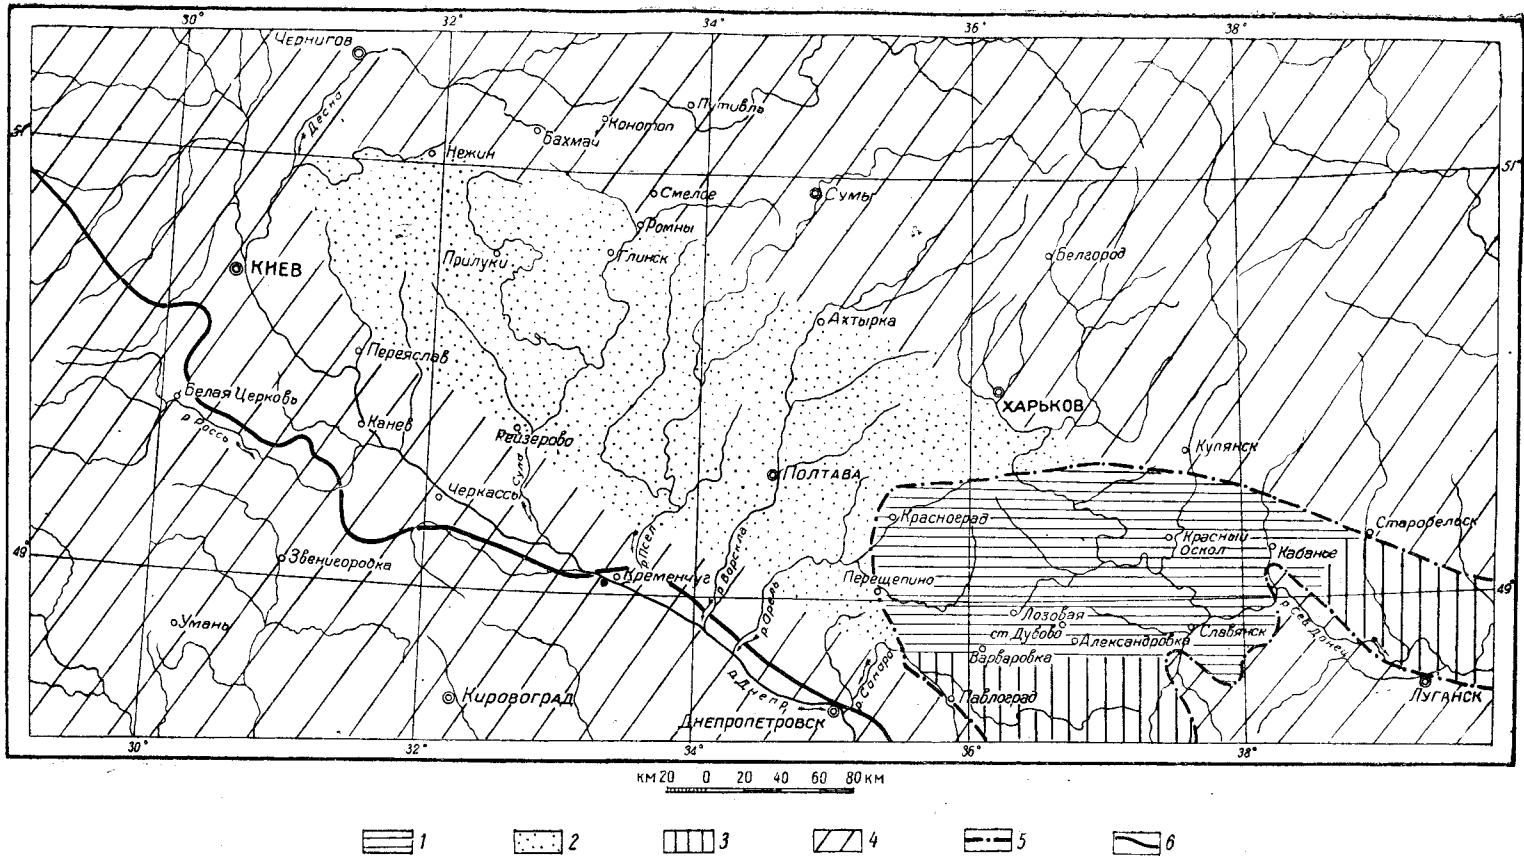 30° 32° 34° 36° 38°
Чернигов
р. Десна
Путивль
Конотоп
Бахмач
51°
Нежин
51°
Смелое
Сумы
Ромны
КИЕВ
Прилуки
Глинск
Белгород
Ахтырка
Переяслав
Белая Церковь
ХАРЬКОВ
р. Россь
Канев
Рейзерово
Купянск
р. Сула
ПОЛТАВА
Черкассы
Красноград
Старобельск
р. Псел
р. Ворскла
Красный
Оскол
Кабанье
49°
Звенигородка
Кременчуг
Перещепино
49°
р. Орель
Лозовая
р. Сев. Донец
Умань
ст. Дубово
Славянск
Александровка
Варваровка
р. Самара
Кировоград
р. Днепр
Павлоград
ЛУГАНСК
ДНЕПРОПЕТРОВСК
30° 32° 34° 36° 38°
км 20 0 20 40 60 80 км
1 2 3 4 5 6